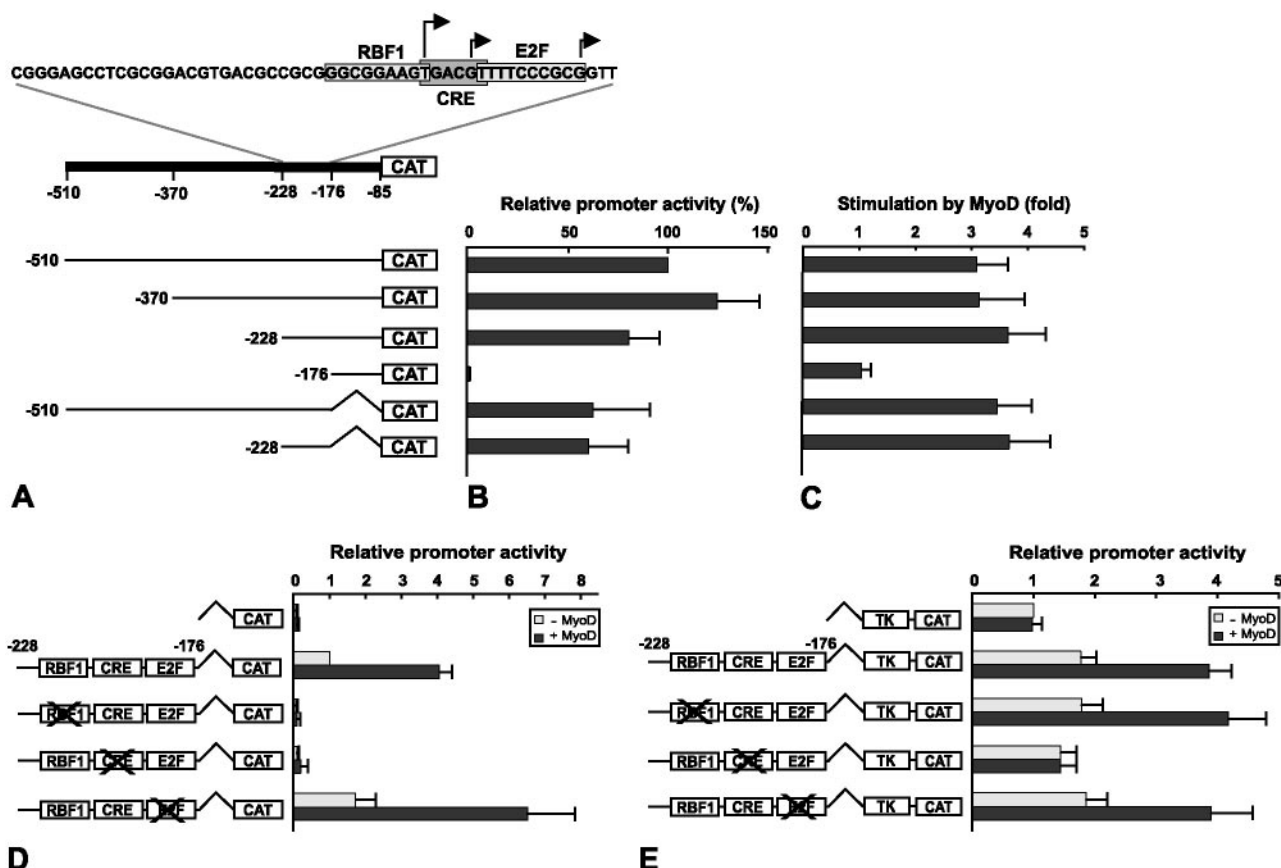 RBF1 E2F
CGGGAGCCTCGCGGACGTGACGCCGCGGGCGGAAGTGACGTTTTCCCGCGGTT
CRE
CAT
-510 -370 -228 -176 -85
Relative promoter activity (%)
0 50 100 150
Stimulation by MyoD (fold)
0 1 2 3 4 5
-510 CAT
-370 CAT
-228 CAT
-176 CAT
-510 CAT
-228 CAT
A B C
Relative promoter activity
0 1 2 3 4 5 6 7 8
- MyoD
+ MyoD
CAT
-228 -176
RBF1 CRE E2F CAT
RBF1 CRE E2F CAT
RBF1 CRE E2F CAT
RBF1 CRE E2F CAT
D
Relative promoter activity
0 1 2 3 4 5
- MyoD
+ MyoD
TK CAT
-228 -176
RBF1 CRE E2F TK CAT
RBF1 CRE E2F TK CAT
RBF1 CRE E2F TK CAT
RBF1 CRE E2F TK CAT
E